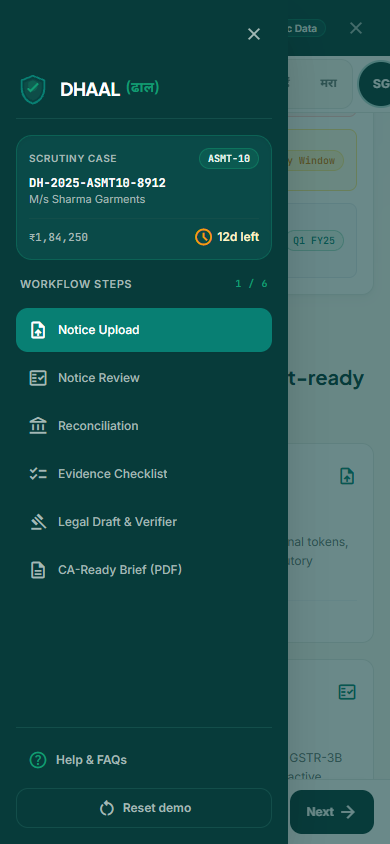 c Data
DHAAL (ढाल)
मरा
SG
SCRUTINY CASE
ASMT-10
DH-2025-ASMT10-8912
M/s Sharma Garments
₹1,84,250
12d left
y Window
Q1 FY25
WORKFLOW STEPS
1 / 6
Notice Upload
Notice Review
t-ready
Reconciliation
Evidence Checklist
Legal Draft & Verifier
nal tokens,
utory
CA-Ready Brief (PDF)
Help & FAQs
GSTR-3B
active
Reset demo
Next